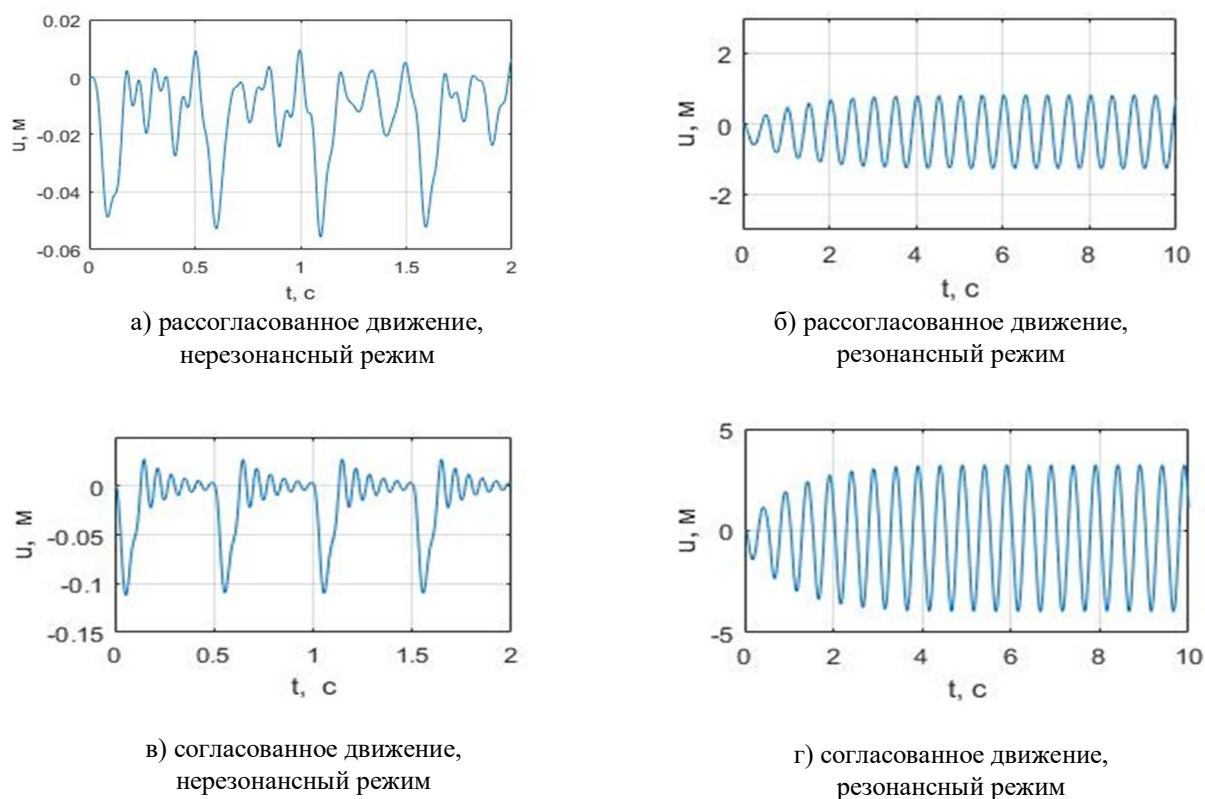 0.02
0
-0.02
-0.04
-0.06
u, м
0 0.5 1 1.5 2
t, с
а) рассогласованное движение,
нерезонансный режим
2
0
-2
u, м
0 2 4 6 8 10
t, с
б) рассогласованное движение,
резонансный режим
0
-0.05
-0.1
-0.15
u, м
0 0.5 1 1.5 2
t, с
в) согласованное движение,
нерезонансный режим
5
0
-5
u, м
0 2 4 6 8 10
t, с
г) согласованное движение,
резонансный режим